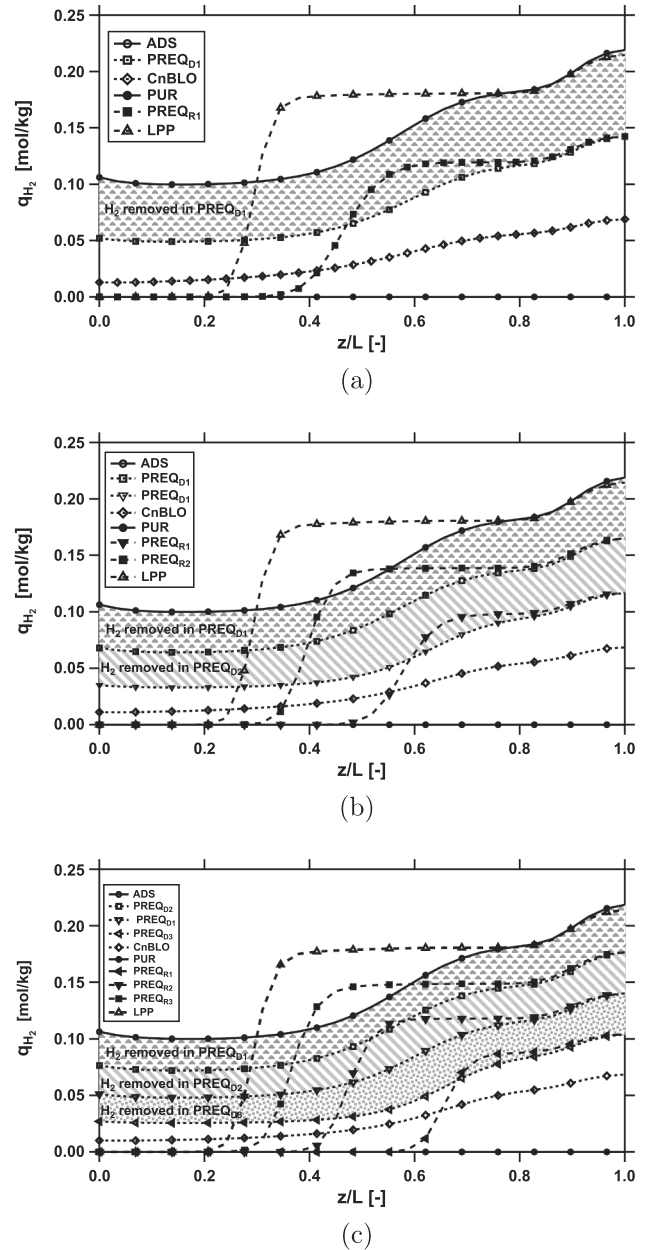 0.25
0.20
0.15
0.10
0.05
0.00
q_H2 [mol/kg]
ADS
PREQ_D1
CnBLO
PUR
PREQ_R1
LPP
H2 removed in PREQ_D1
0.0 0.2 0.4 0.6 0.8 1.0
z/L [-]
(a)
0.25
0.20
0.15
0.10
0.05
0.00
q_H2 [mol/kg]
ADS
PREQ_D1
PREQ_D1
CnBLO
PUR
PREQ_R1
PREQ_R2
LPP
H2 removed in PREQ_D1
H2 removed in PREQ_D2
0.0 0.2 0.4 0.6 0.8 1.0
z/L [-]
(b)
0.25
0.20
0.15
0.10
0.05
0.00
q_H2 [mol/kg]
ADS
PREQ_D2
PREQ_D1
PREQ_D3
CnBLO
PUR
PREQ_R1
PREQ_R2
PREQ_R3
LPP
H2 removed in PREQ_D1
H2 removed in PREQ_D2
H2 removed in PREQ_D3
0.0 0.2 0.4 0.6 0.8 1.0
z/L [-]
(c)